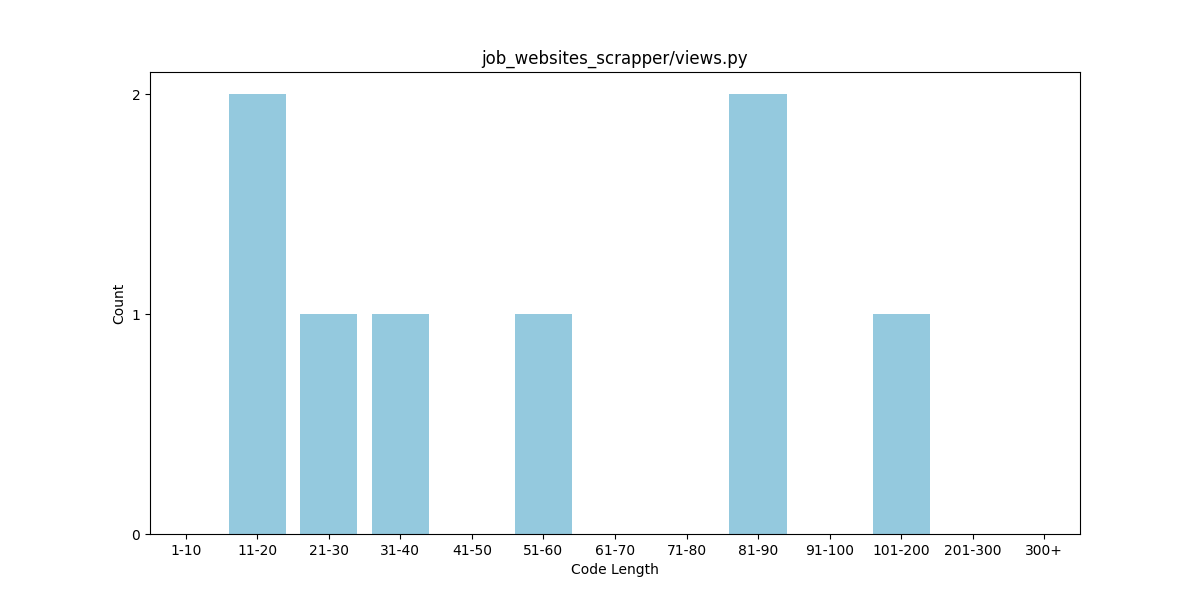 job_websites_scrapper/views.py
2
1
0
Count
1-10 11-20 21-30 31-40 41-50 51-60 61-70 71-80 81-90 91-100 101-200 201-300 300+
Code Length